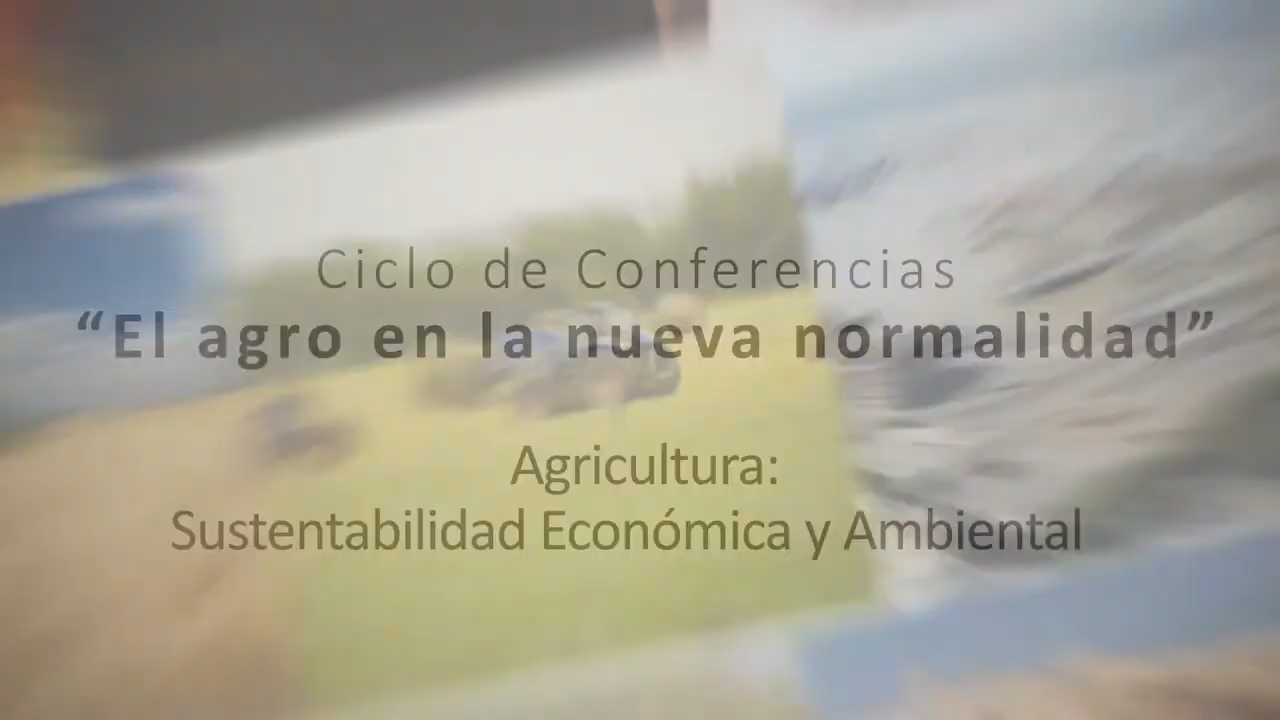 Ciclo de Conferencias
“El agro en la nueva normalidad”
Agricultura:
Sustentabilidad Económica y Ambiental